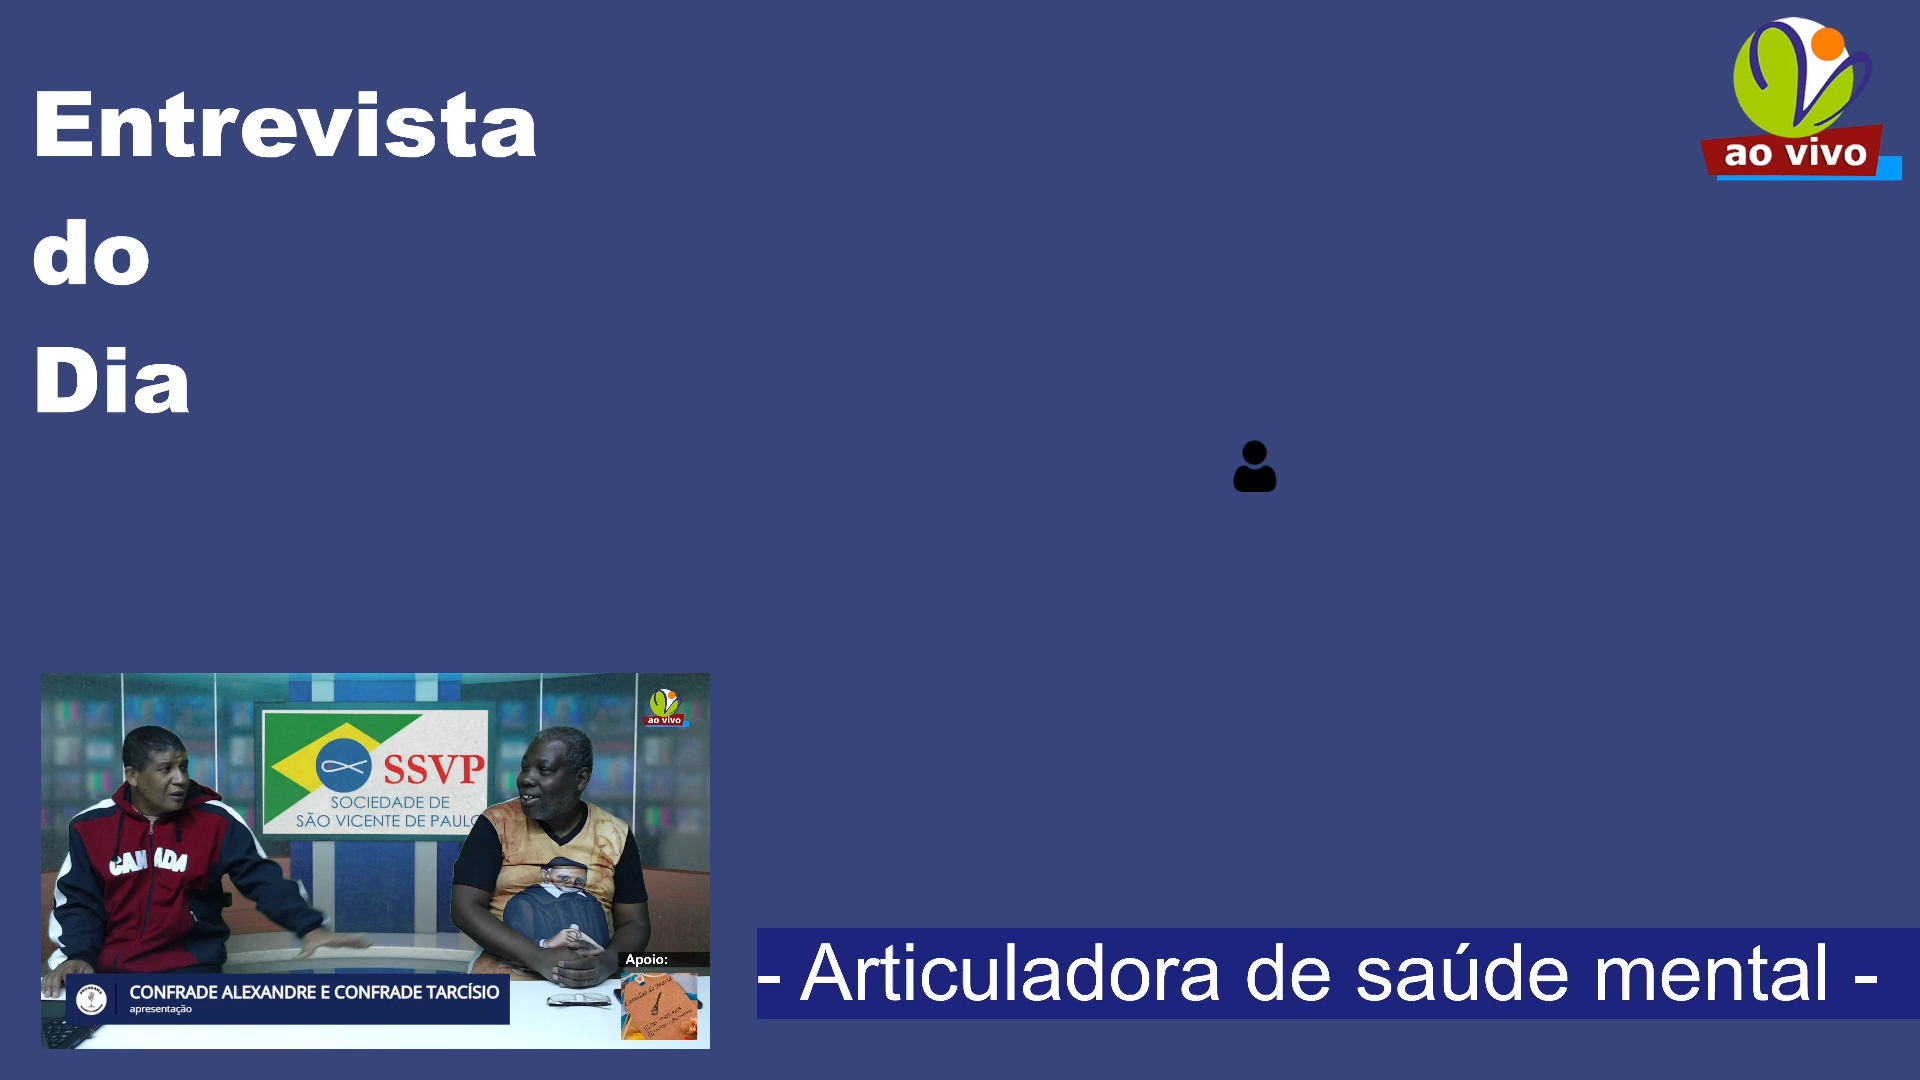 Entrevista
do
Dia
ao vivo
ao vivo
SSVP
SOCIEDADE DE
SÃO VICENTE DE PAULO
CANADA
Apoio:
CONFRADE ALEXANDRE E CONFRADE TARCÍSIO
apresentação
- Articuladora de saúde mental -